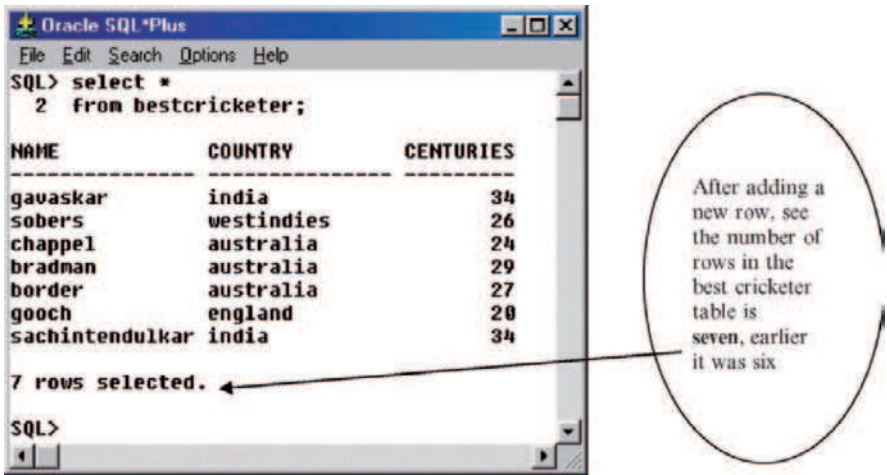 Oracle SQL*Plus
File Edit Search Options Help
SQL> select *
2 from bestcricketer;
NAME COUNTRY CENTURIES
--------------- --------------- ---------
gavaskar india 34
sobers westindies 26
chappel australia 24
bradman australia 29
border australia 27
gooch england 20
sachintendulkar india 34
7 rows selected.
SQL>
After adding a
new row, see
the number of
rows in the
best cricketer
table is
seven, earlier
it was six